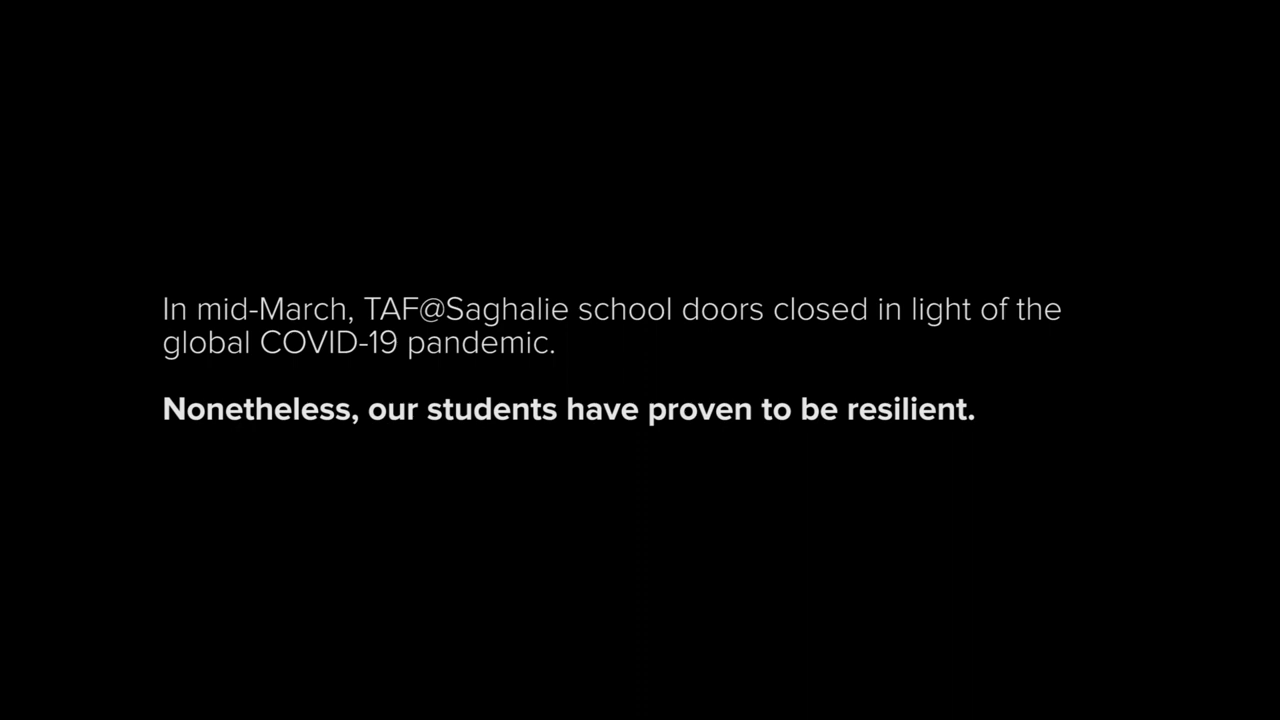 In mid-March, TAF@Saghalie school doors closed in light of the
global COVID-19 pandemic.
Nonetheless, our students have proven to be resilient.